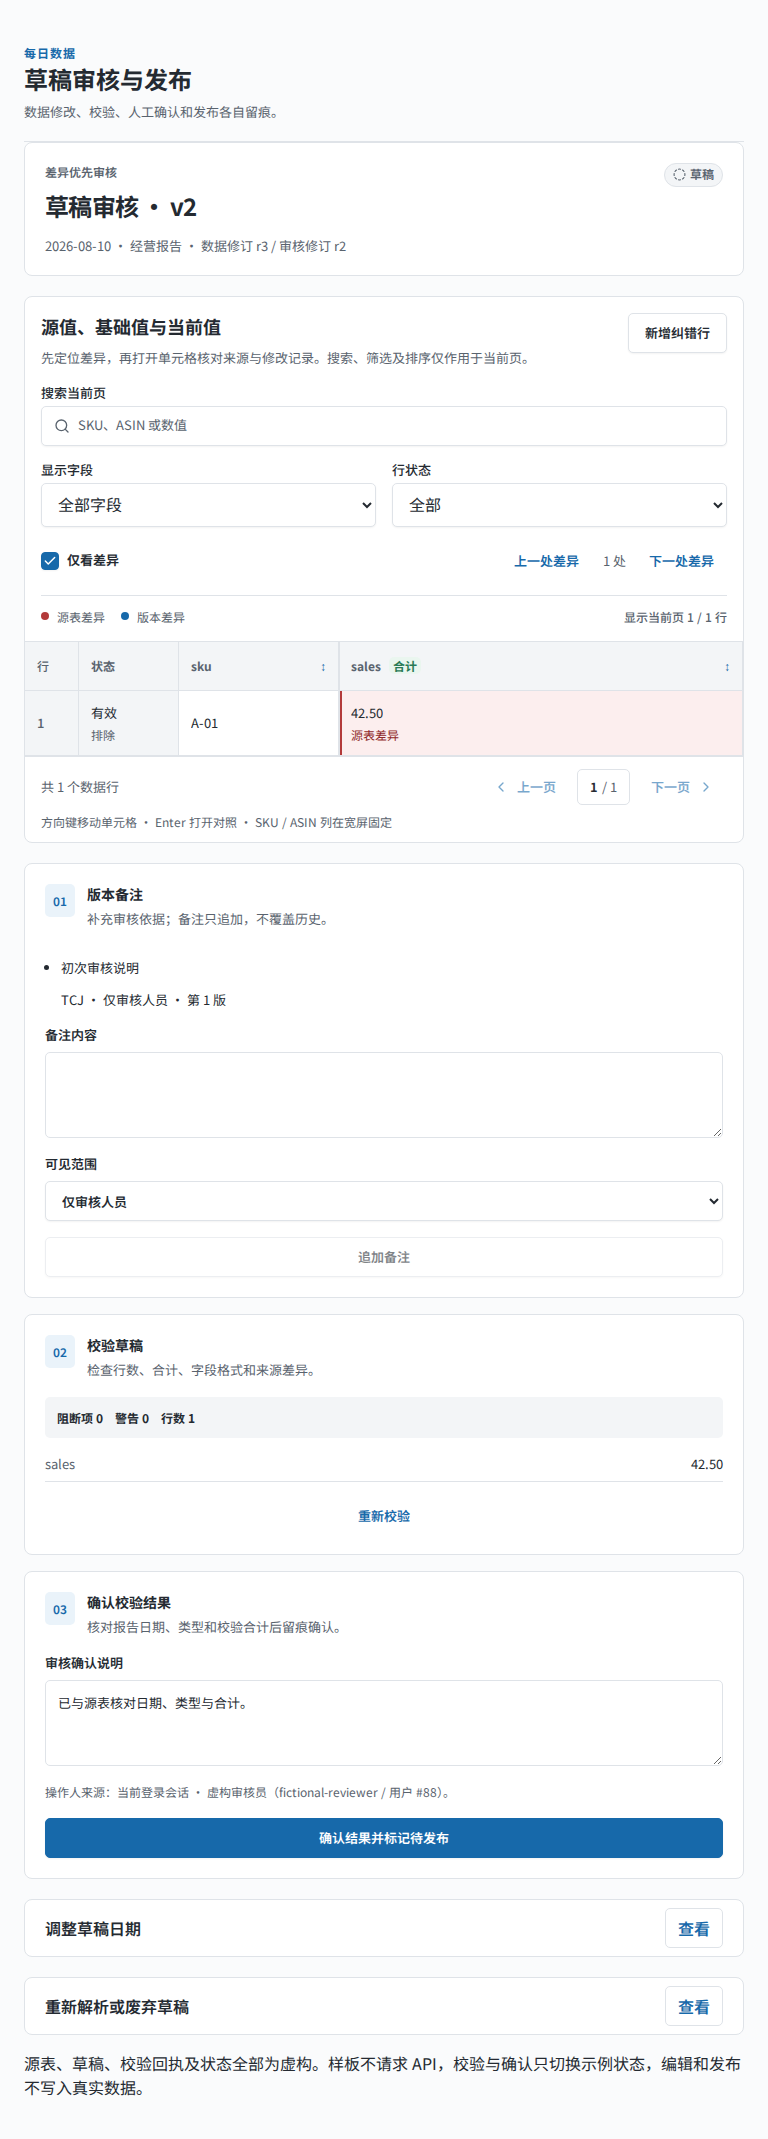 每日数据
草稿审核与发布
数据修改、校验、人工确认和发布各自留痕。
差异优先审核
草稿
草稿审核 · v2
2026-08-10 · 经营报告 · 数据修订 r3 / 审核修订 r2
源值、基础值与当前值
新增纠错行
先定位差异，再打开单元格核对来源与修改记录。搜索、筛选及排序仅作用于当前页。
搜索当前页
SKU、ASIN 或数值
显示字段
行状态
全部字段
全部
仅看差异
上一处差异
1 处
下一处差异
源表差异
版本差异
显示当前页 1 / 1 行
行
状态
sku
↕
sales 合计
↕
1
有效
排除
A-01
42.50
源表差异
共 1 个数据行
上一页
1 / 1
下一页
方向键移动单元格 · Enter 打开对照 · SKU / ASIN 列在宽屏固定
01
版本备注
补充审核依据；备注只追加，不覆盖历史。
初次审核说明
TCJ · 仅审核人员 · 第 1 版
备注内容
可见范围
仅审核人员
追加备注
02
校验草稿
检查行数、合计、字段格式和来源差异。
阻断项 0 警告 0 行数 1
sales
42.50
重新校验
03
确认校验结果
核对报告日期、类型和校验合计后留痕确认。
审核确认说明
已与源表核对日期、类型与合计。
操作人来源：当前登录会话 · 虚构审核员（fictional-reviewer / 用户 #88）。
确认结果并标记待发布
调整草稿日期
查看
重新解析或废弃草稿
查看
源表、草稿、校验回执及状态全部为虚构。样板不请求 API，校验与确认只切换示例状态，编辑和发布
不写入真实数据。